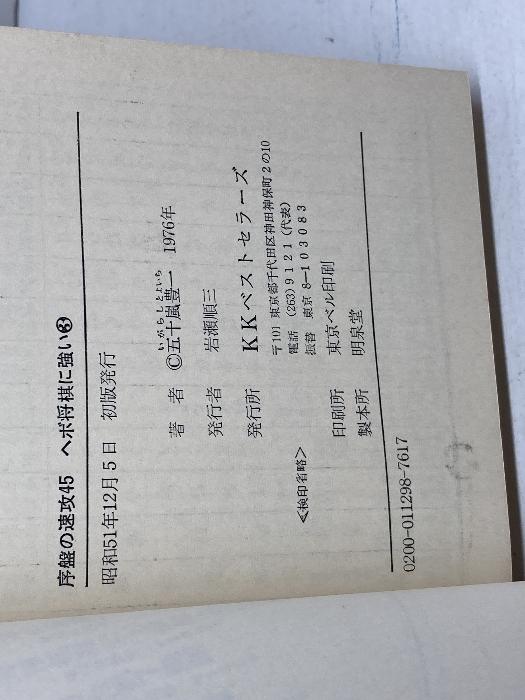 序盤の速攻45　ヘボ将棋に強い③
昭和51年12月5日　初版発行
いがらし とよいち
著　者　©五十嵐豊一　1976年
発行者　岩瀬順三
発行所　KKベストセラーズ
〒101 東京都千代田区神田神保町2の10
電話　(263)9121(代表)
振替　東京8－103083
<検印省略>
印刷所　東京ベル印刷
製本所　明泉堂
0200-011298-7617